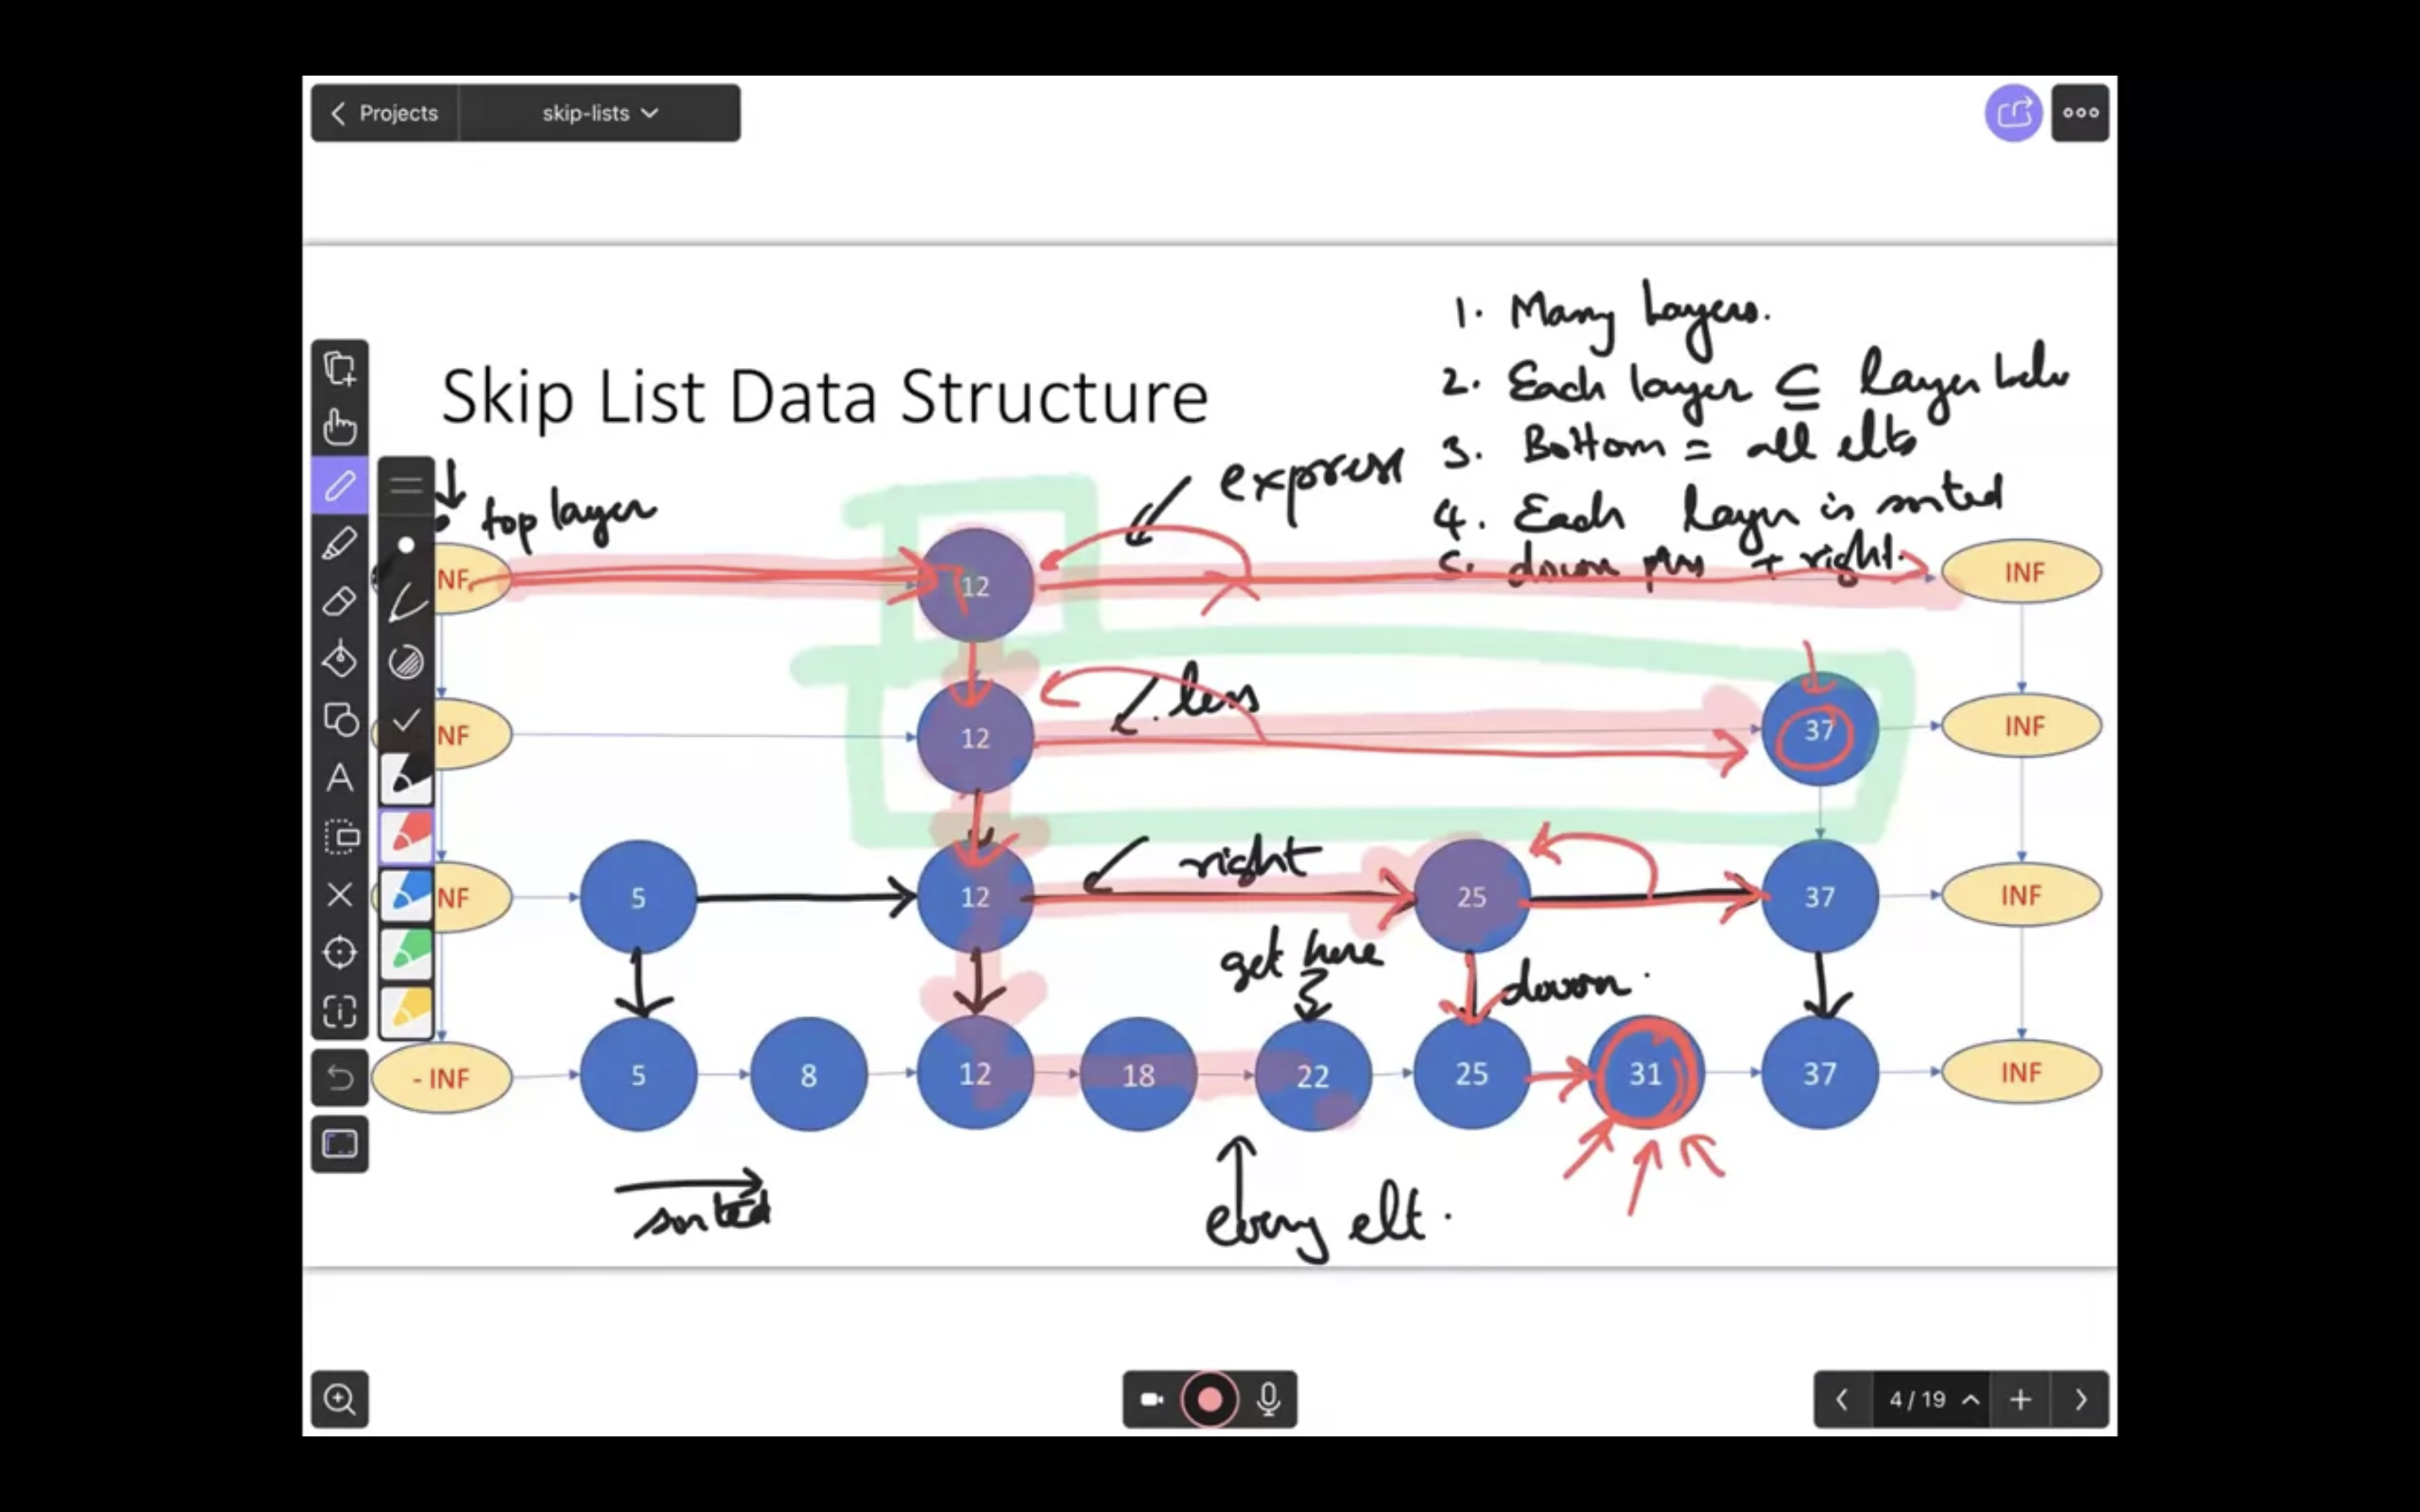 Projects skip-lists
1. Many Layers.
2. Each layer ⊆ layer below
Skip List Data Structure
3. Bottom = all elts
express
4. Each layer is sorted
top layer
5. down ptrs + right.
NF 12 INF
less
NF 12 37 INF
right
NF 5 12 25 37 INF
get here
down.
- INF 5 8 12 18 22 25 31 37 INF
sorted
every elt.
4 / 19